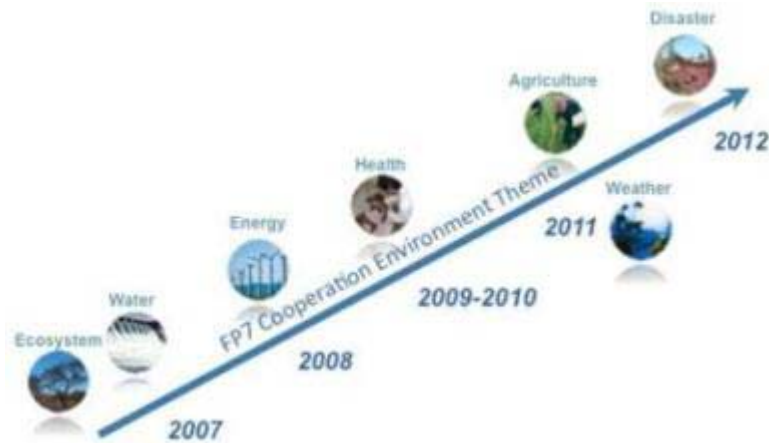 Disaster
Agriculture
2012
Health
Weather
Energy
FP7 Cooperation Environment Theme
2011
Water
2009-2010
Ecosystem
2008
2007